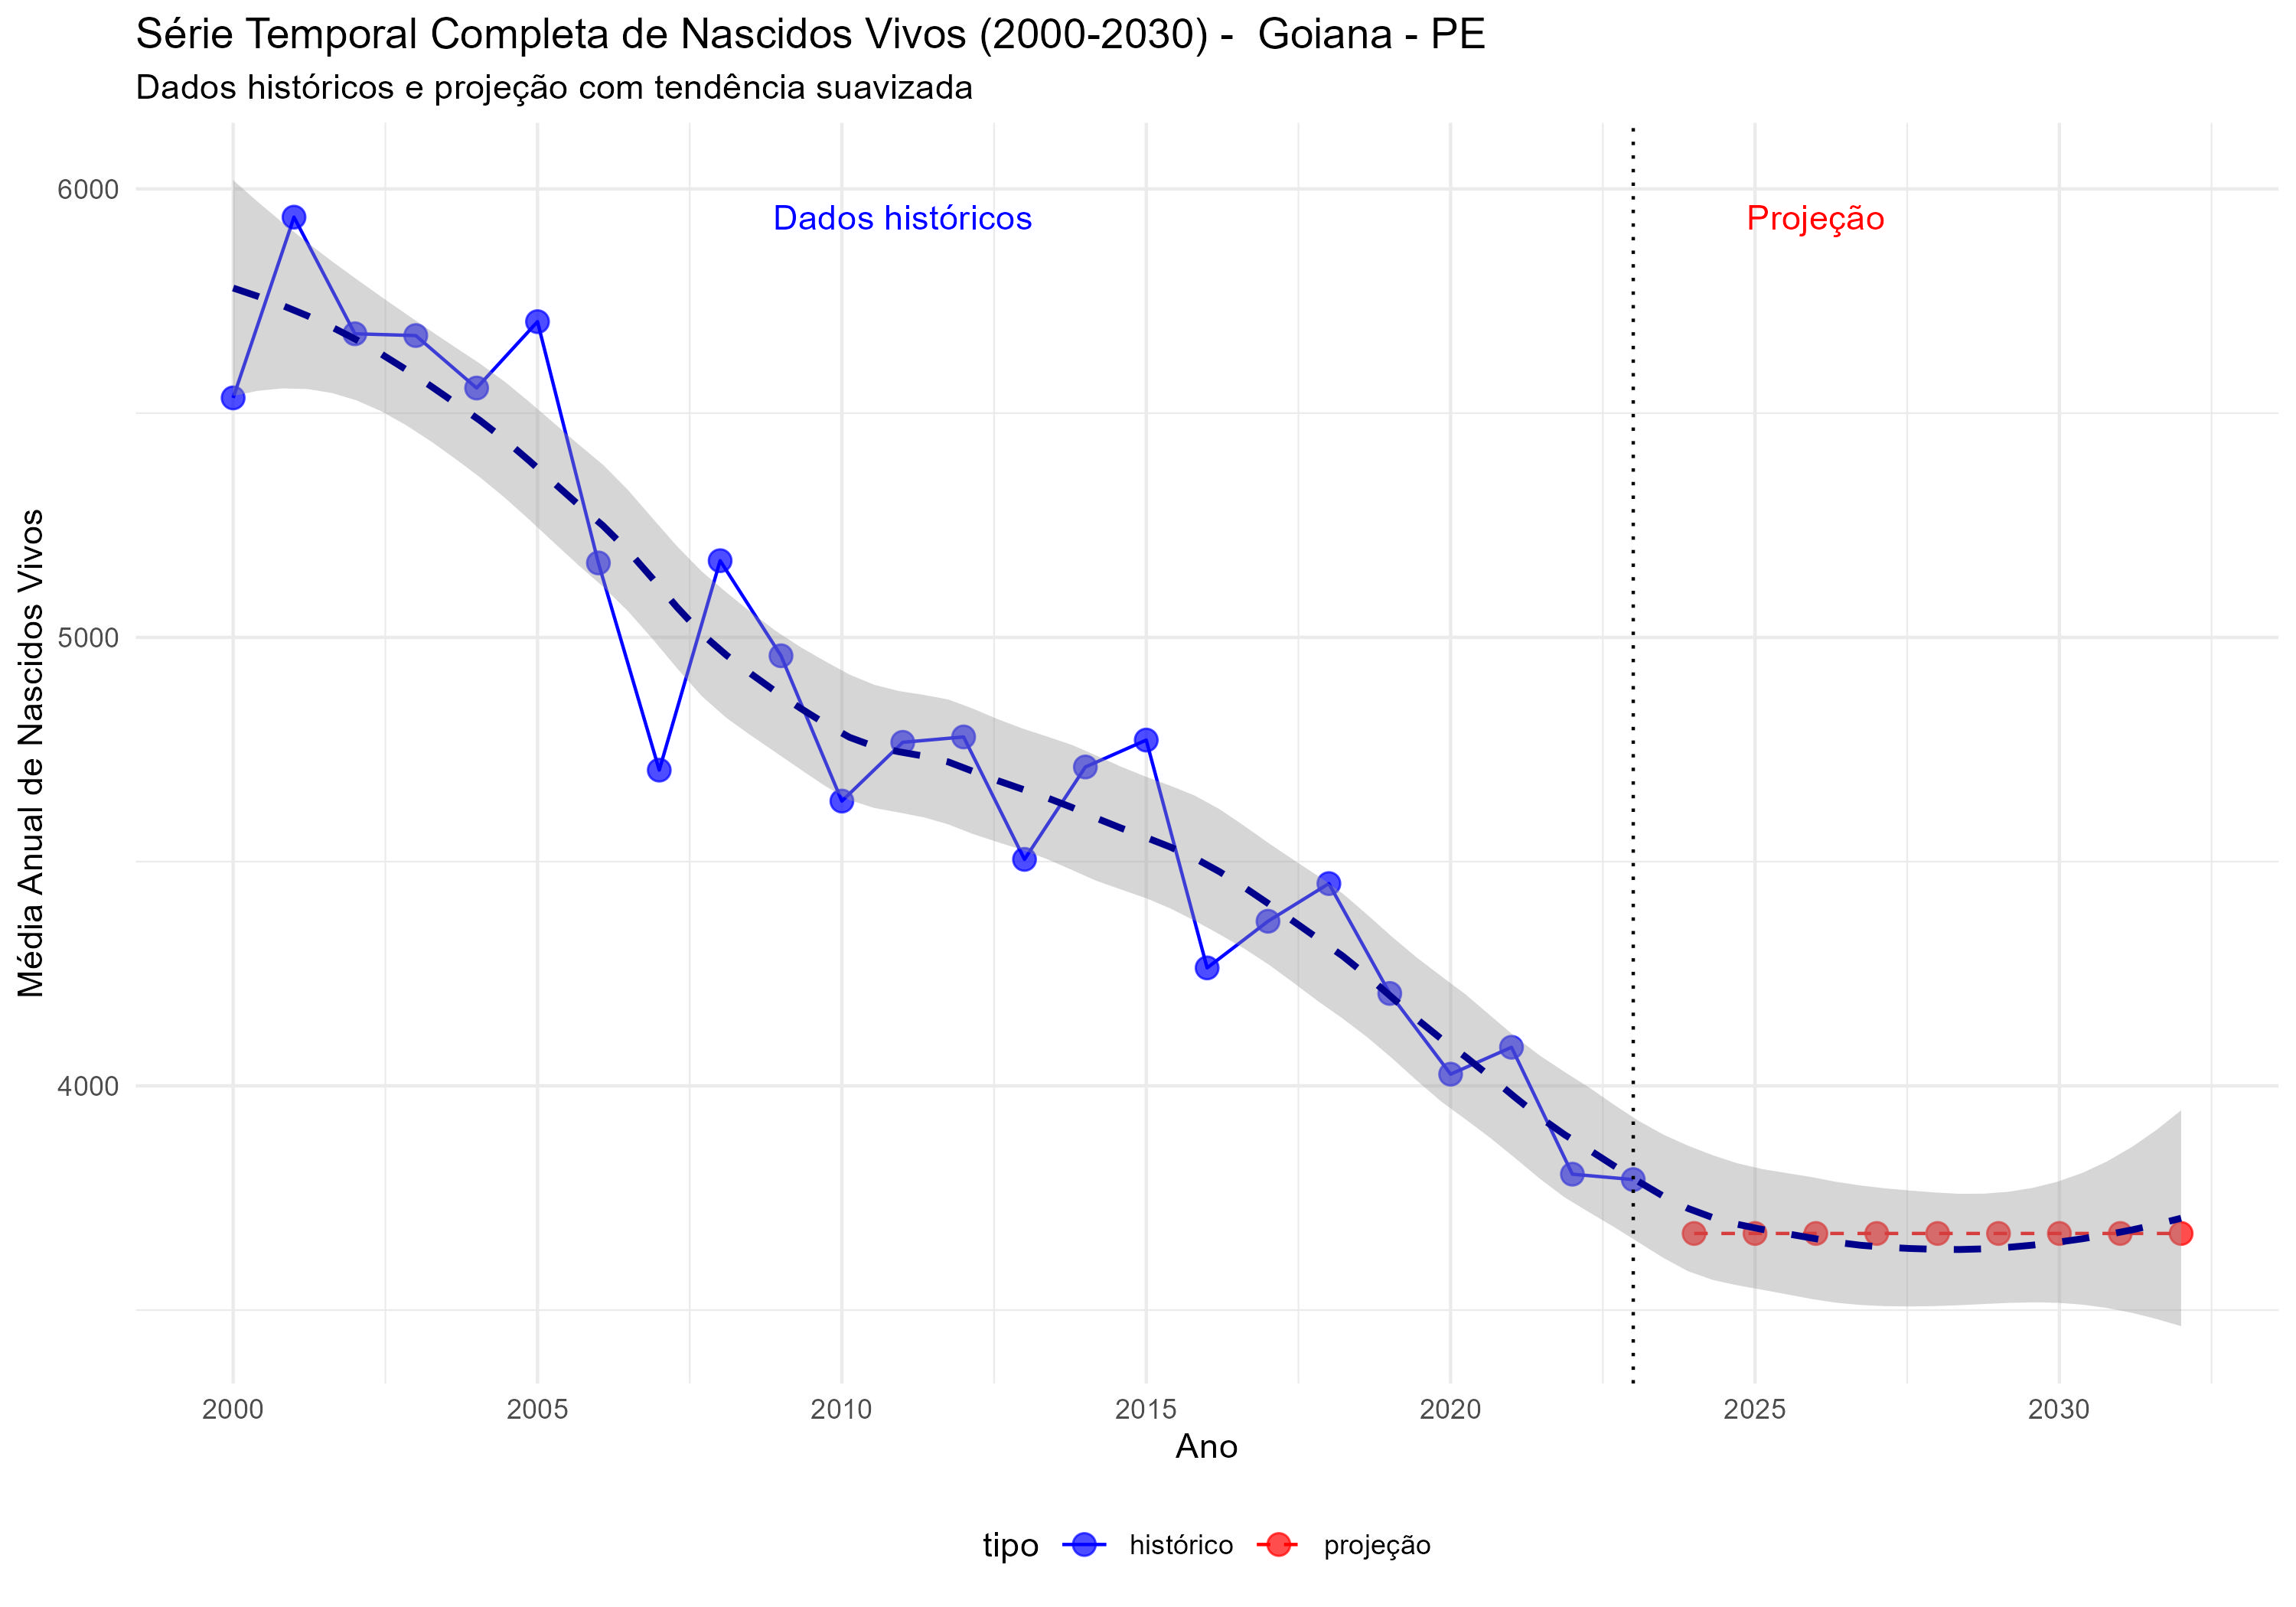 Série Temporal Completa de Nascidos Vivos (2000-2030) -  Goiana - PE
Dados históricos e projeção com tendência suavizada
Média Anual de Nascidos Vivos
6000
5000
4000
Dados históricos
Projeção
2000
2005
2010
2015
2020
2025
2030
Ano
tipo
histórico
projeção